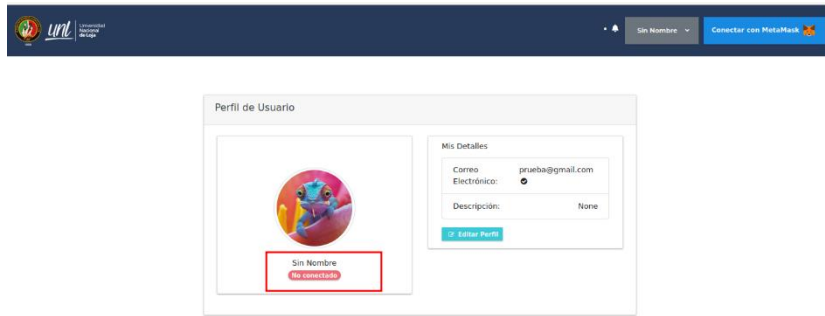 unl
Universidad
Nacional
de Loja
Sin Nombre
Conectar con MetaMask
Perfil de Usuario
Sin Nombre
No conectado
Mis Detalles
Correo Electrónico: prueba@gmail.com
Descripción: None
Editar Perfil